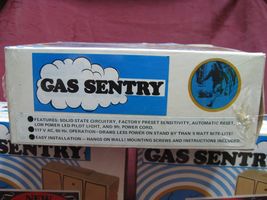 GAS SENTRY
• FEATURES: SOLID STATE CIRCUITRY, FACTORY PRESET SENSITIVITY, AUTOMATIC RESET,
LOW POWER LED PILOT LIGHT, AND 9ft. POWER CORD.
• 117 V AC, 60 Hz. OPERATION - DRAWS LESS POWER ON STAND BY THAN 5 WATT NITE-LITE!
• EASY INSTALLATION — HANGS ON WALL! MOUNTING SCREWS AND INSTRUCTIONS INCLUDED.
GAS SENTRY
GAS SENTRY